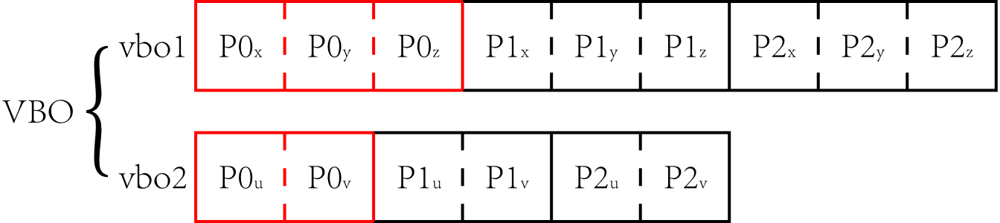 vbo1 P0x P0y P0z P1x P1y P1z P2x P2y P2z
VBO
vbo2 P0u P0v P1u P1v P2u P2v